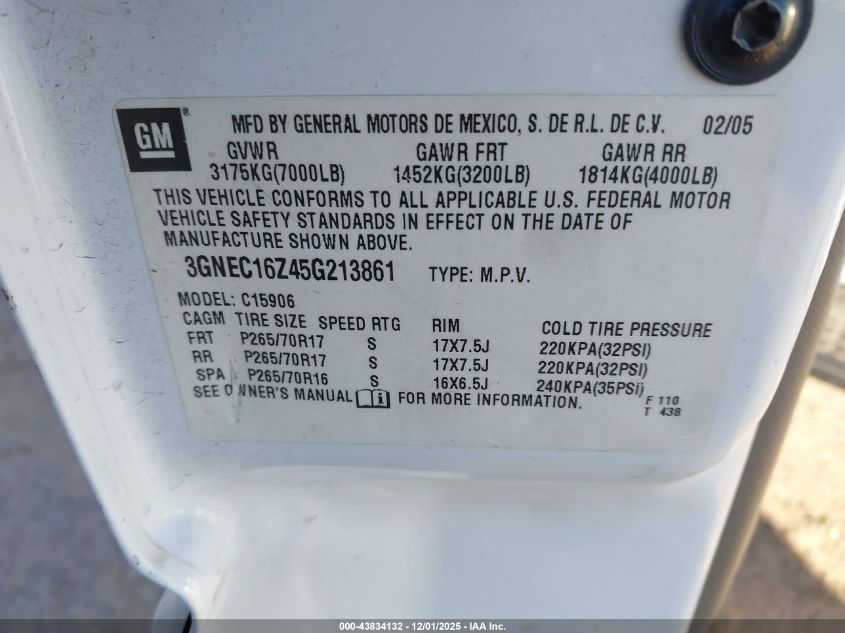 GM ® MFD BY GENERAL MOTORS DE MEXICO, S. DE R.L. DE C.V. 02/05
GVWR GAWR FRT GAWR RR
3175KG(7000LB) 1452KG(3200LB) 1814KG(4000LB)
THIS VEHICLE CONFORMS TO ALL APPLICABLE U.S. FEDERAL MOTOR
VEHICLE SAFETY STANDARDS IN EFFECT ON THE DATE OF
MANUFACTURE SHOWN ABOVE.
3GNEC16Z45G213861 TYPE: M.P.V.
MODEL: C15906
CAGM TIRE SIZE SPEED RTG RIM COLD TIRE PRESSURE
FRT P265/70R17 S 17X7.5J 220KPA(32PSI)
RR P265/70R17 S 17X7.5J 220KPA(32PSI)
SPA P265/70R16 S 16X6.5J 240KPA(35PSI)
SEE OWNER'S MANUAL FOR MORE INFORMATION. F 110
T 438
000-43834132 - 12/01/2025 - IAA Inc.